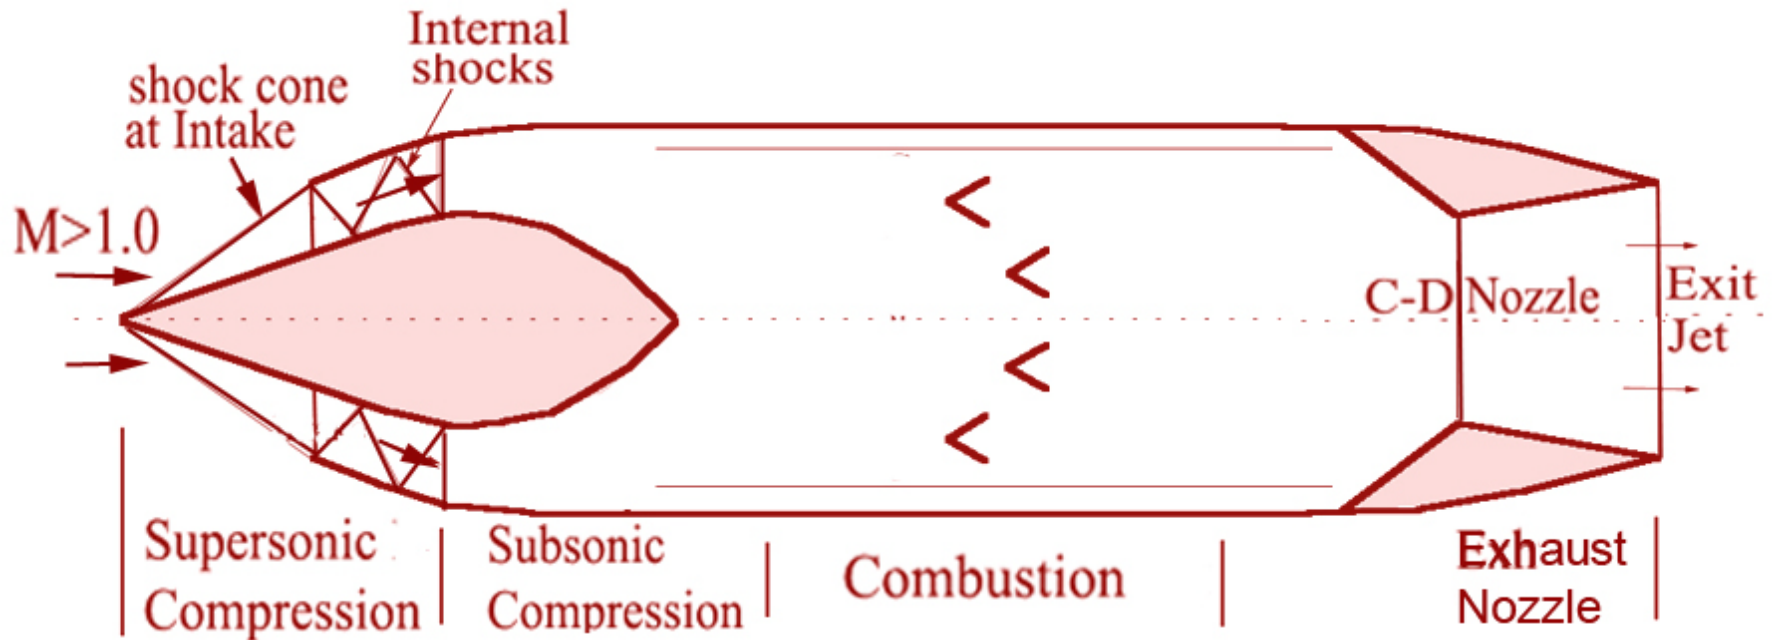 Internal
shocks
shock cone
at Intake
M>1.0
C-D Nozzle
Exit
Jet
Supersonic
Compression
Subsonic
Compression
Combustion
Exhaust
Nozzle